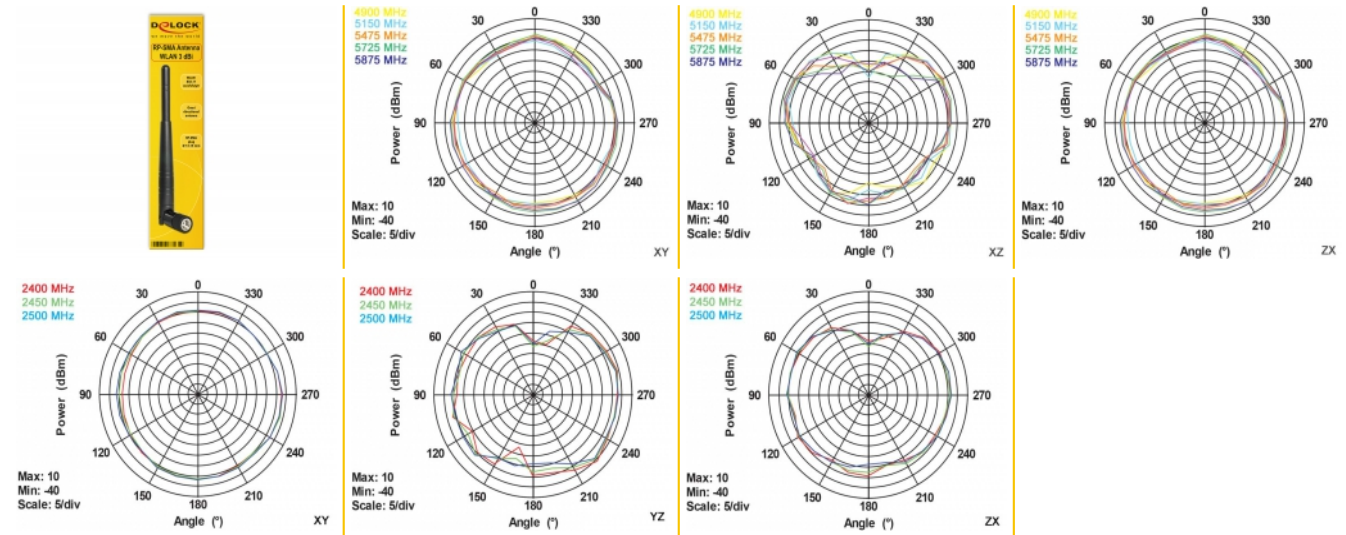 DELOCK
RP-SMA Antenna
WLAN 3 dBi
4900 MHz
5150 MHz
5475 MHz
5725 MHz
5875 MHz
0
30
330
60
300
90
270
120
240
150
210
180
Power (dBm)
Max: 10
Min: -40
Scale: 5/div
Angle (°)
XY
4900 MHz
5150 MHz
5475 MHz
5725 MHz
5875 MHz
0
30
330
60
300
90
270
120
240
150
210
180
Power (dBm)
Max: 10
Min: -40
Scale: 5/div
Angle (°)
XZ
4900 MHz
5150 MHz
5475 MHz
5725 MHz
5875 MHz
0
30
330
60
300
90
270
120
240
150
210
180
Power (dBm)
Max: 10
Min: -40
Scale: 5/div
Angle (°)
ZX
2400 MHz
2450 MHz
2500 MHz
0
30
330
60
300
90
270
120
240
150
210
180
Power (dBm)
Max: 10
Min: -40
Scale: 5/div
Angle (°)
XY
2400 MHz
2450 MHz
2500 MHz
0
30
330
60
300
90
270
120
240
150
210
180
Power (dBm)
Max: 10
Min: -40
Scale: 5/div
Angle (°)
YZ
2400 MHz
2450 MHz
2500 MHz
0
30
330
60
300
90
270
120
240
150
210
180
Power (dBm)
Max: 10
Min: -40
Scale: 5/div
Angle (°)
ZX